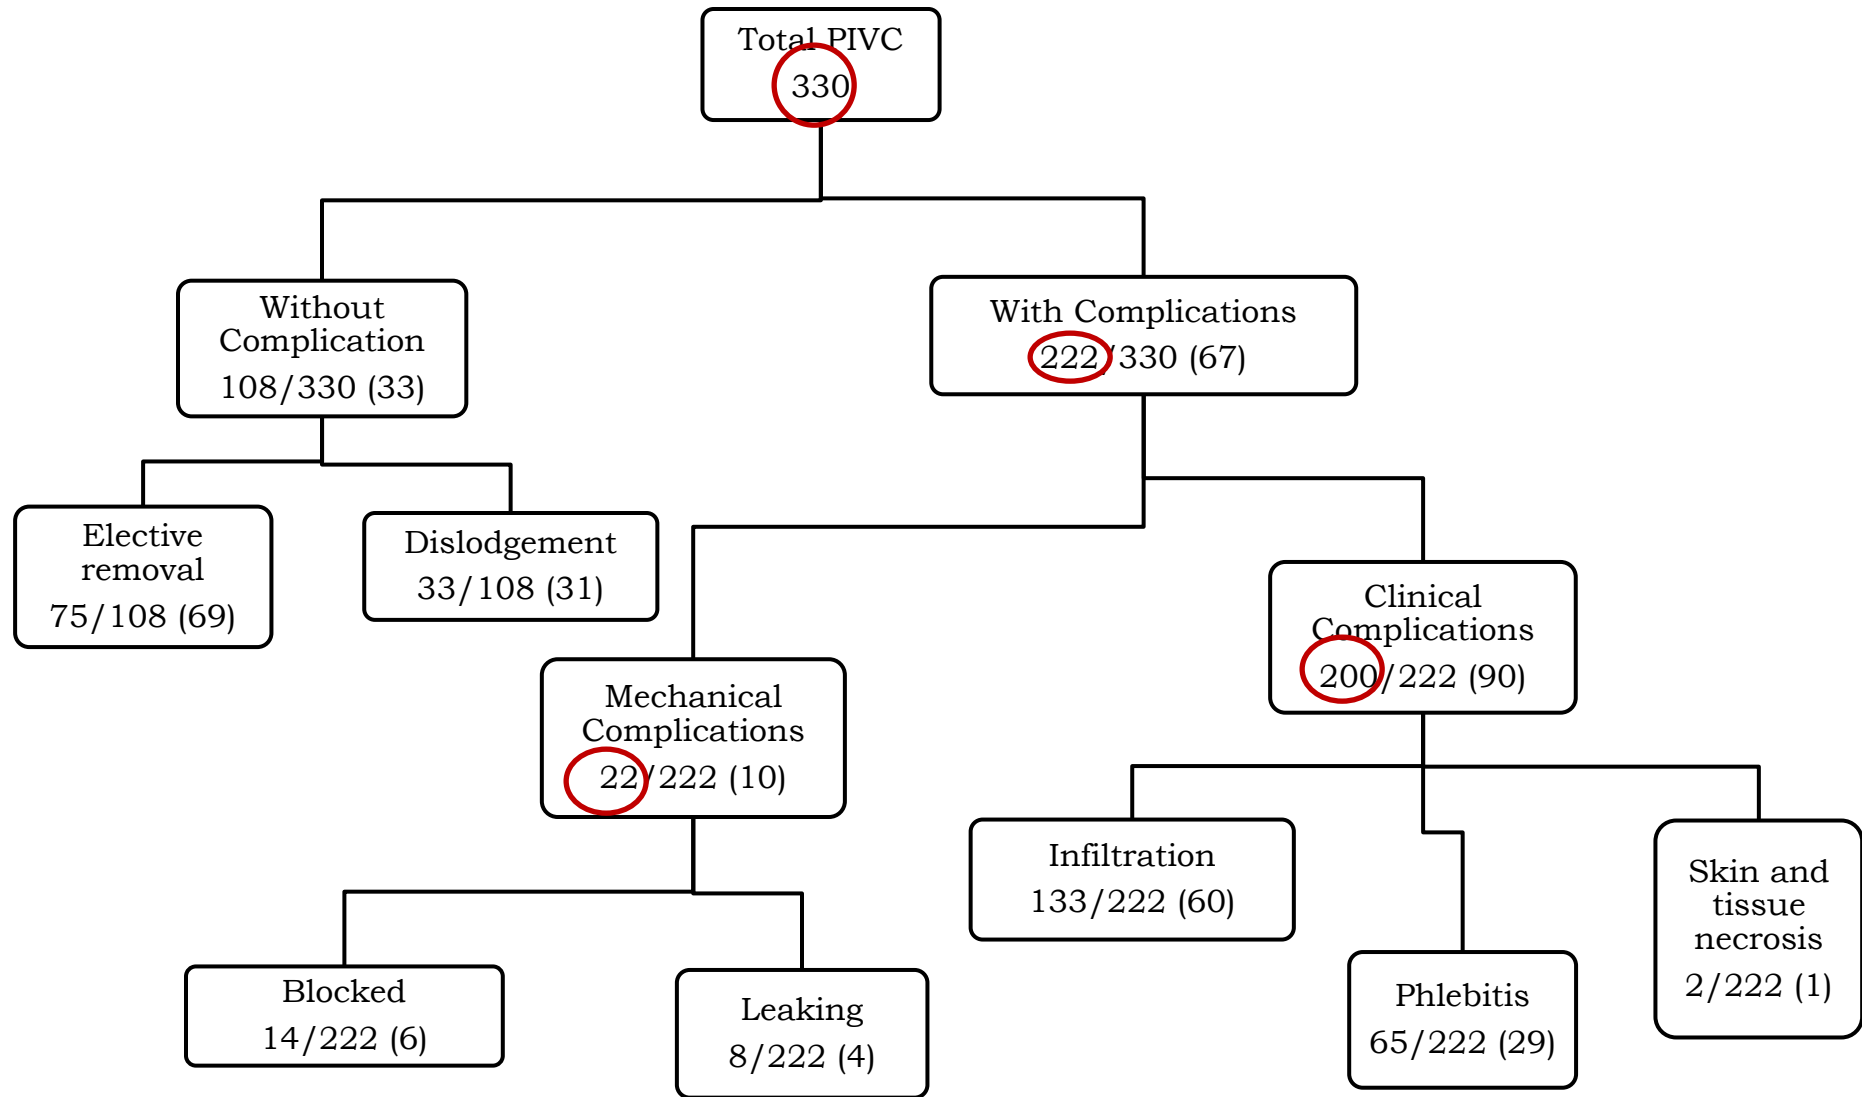 Total PIVC
330
Without
Complication
108/330 (33)
With Complications
222/330 (67)
Elective
removal
75/108 (69)
Dislodgement
33/108 (31)
Mechanical
Complications
22/222 (10)
Clinical
Complications
200/222 (90)
Blocked
14/222 (6)
Leaking
8/222 (4)
Infiltration
133/222 (60)
Phlebitis
65/222 (29)
Skin and
tissue
necrosis
2/222 (1)